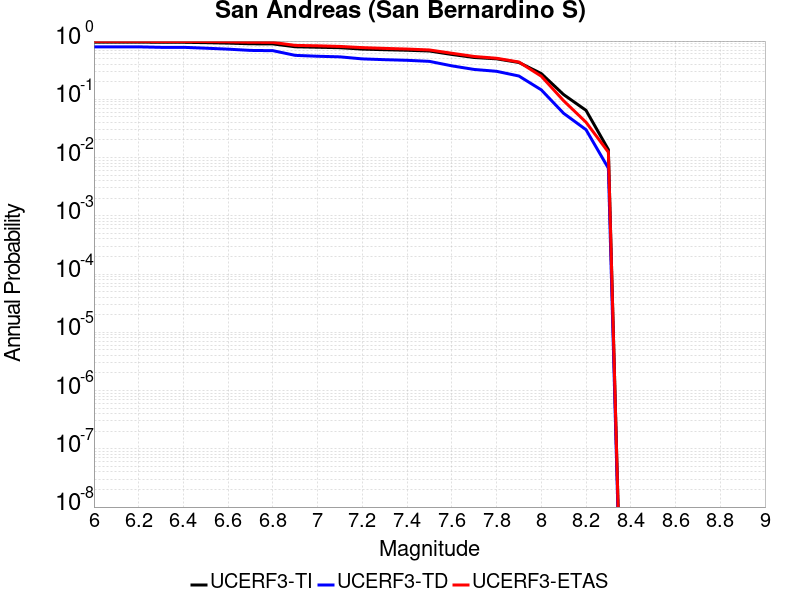 San Andreas (San Bernardino S)
Annual Probability
10^0
10^-1
10^-2
10^-3
10^-4
10^-5
10^-6
10^-7
10^-8
6 6.2 6.4 6.6 6.8 7 7.2 7.4 7.6 7.8 8 8.2 8.4 8.6 8.8 9
Magnitude
UCERF3-TI UCERF3-TD UCERF3-ETAS